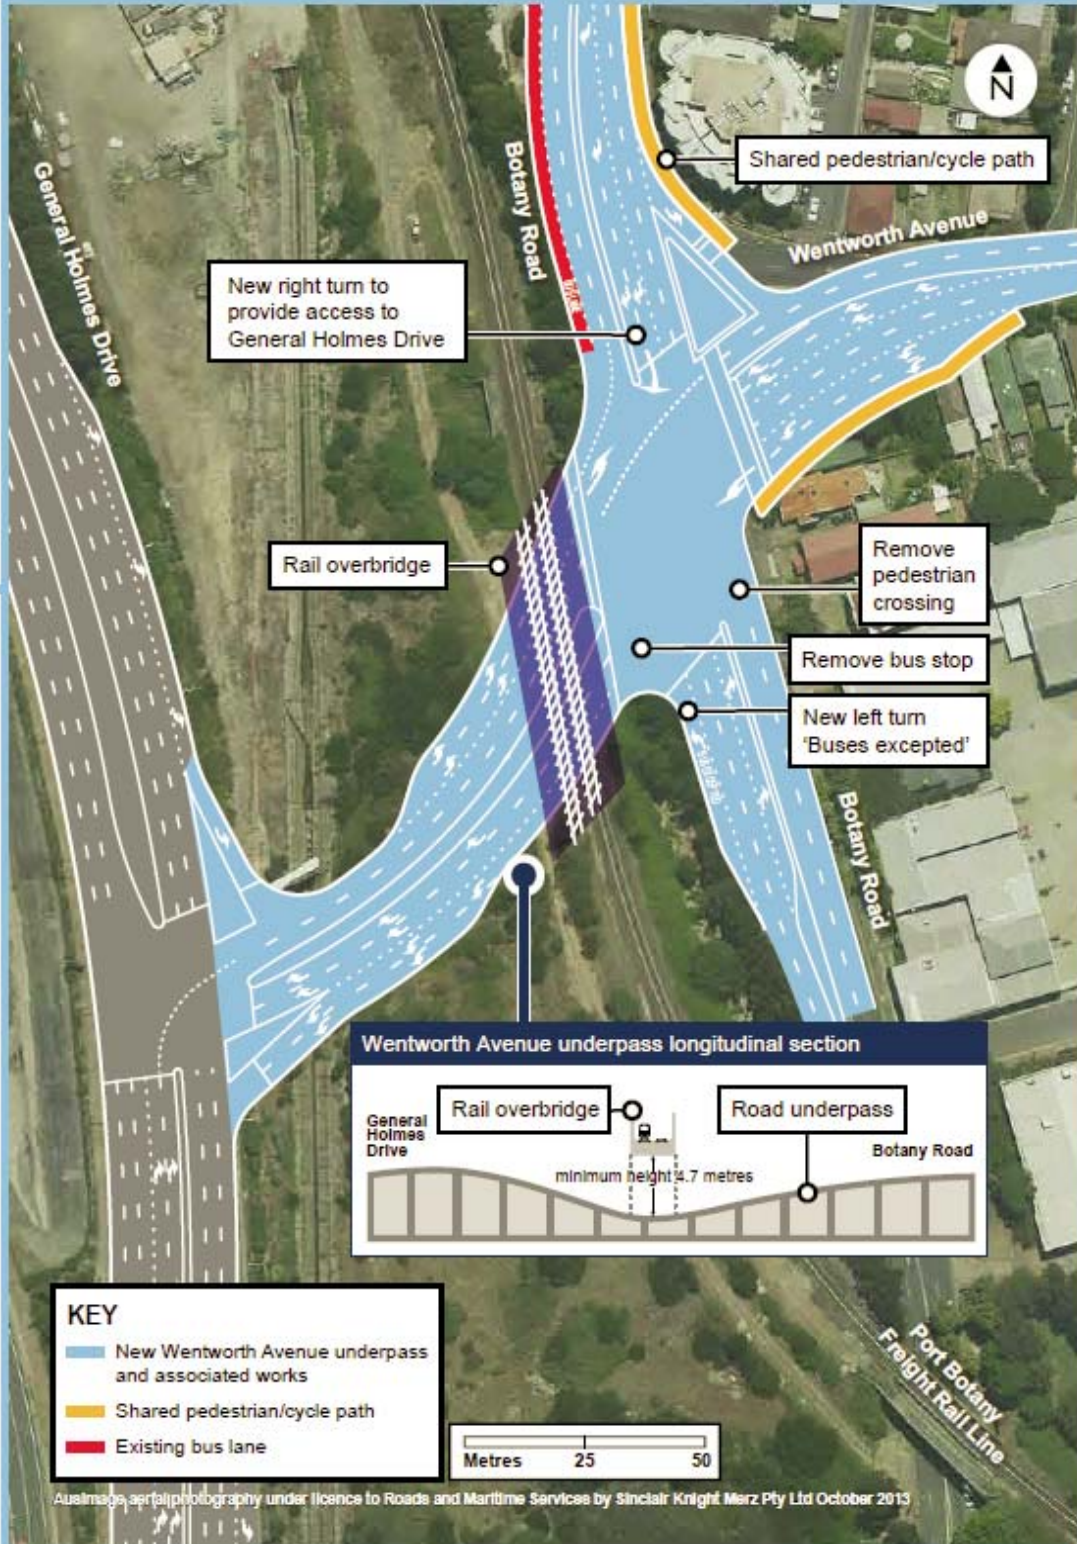 N
Shared pedestrian/cycle path
General Holmes Drive
Botany Road
Wentworth Avenue
New right turn to
provide access to
General Holmes Drive
Rail overbridge
Remove
pedestrian
crossing
Remove bus stop
New left turn
'Buses excepted'
Botany Road
Wentworth Avenue underpass longitudinal section
Rail overbridge
Road underpass
General
Holmes
Drive
Botany Road
minimum height 4.7 metres
KEY
New Wentworth Avenue underpass
and associated works
Shared pedestrian/cycle path
Existing bus lane
Metres 25 50
Port Botany
Freight Rail Line
Ausimage aerial photography under licence to Roads and Maritime Services by Sinclair Knight Merz Pty Ltd October 2013